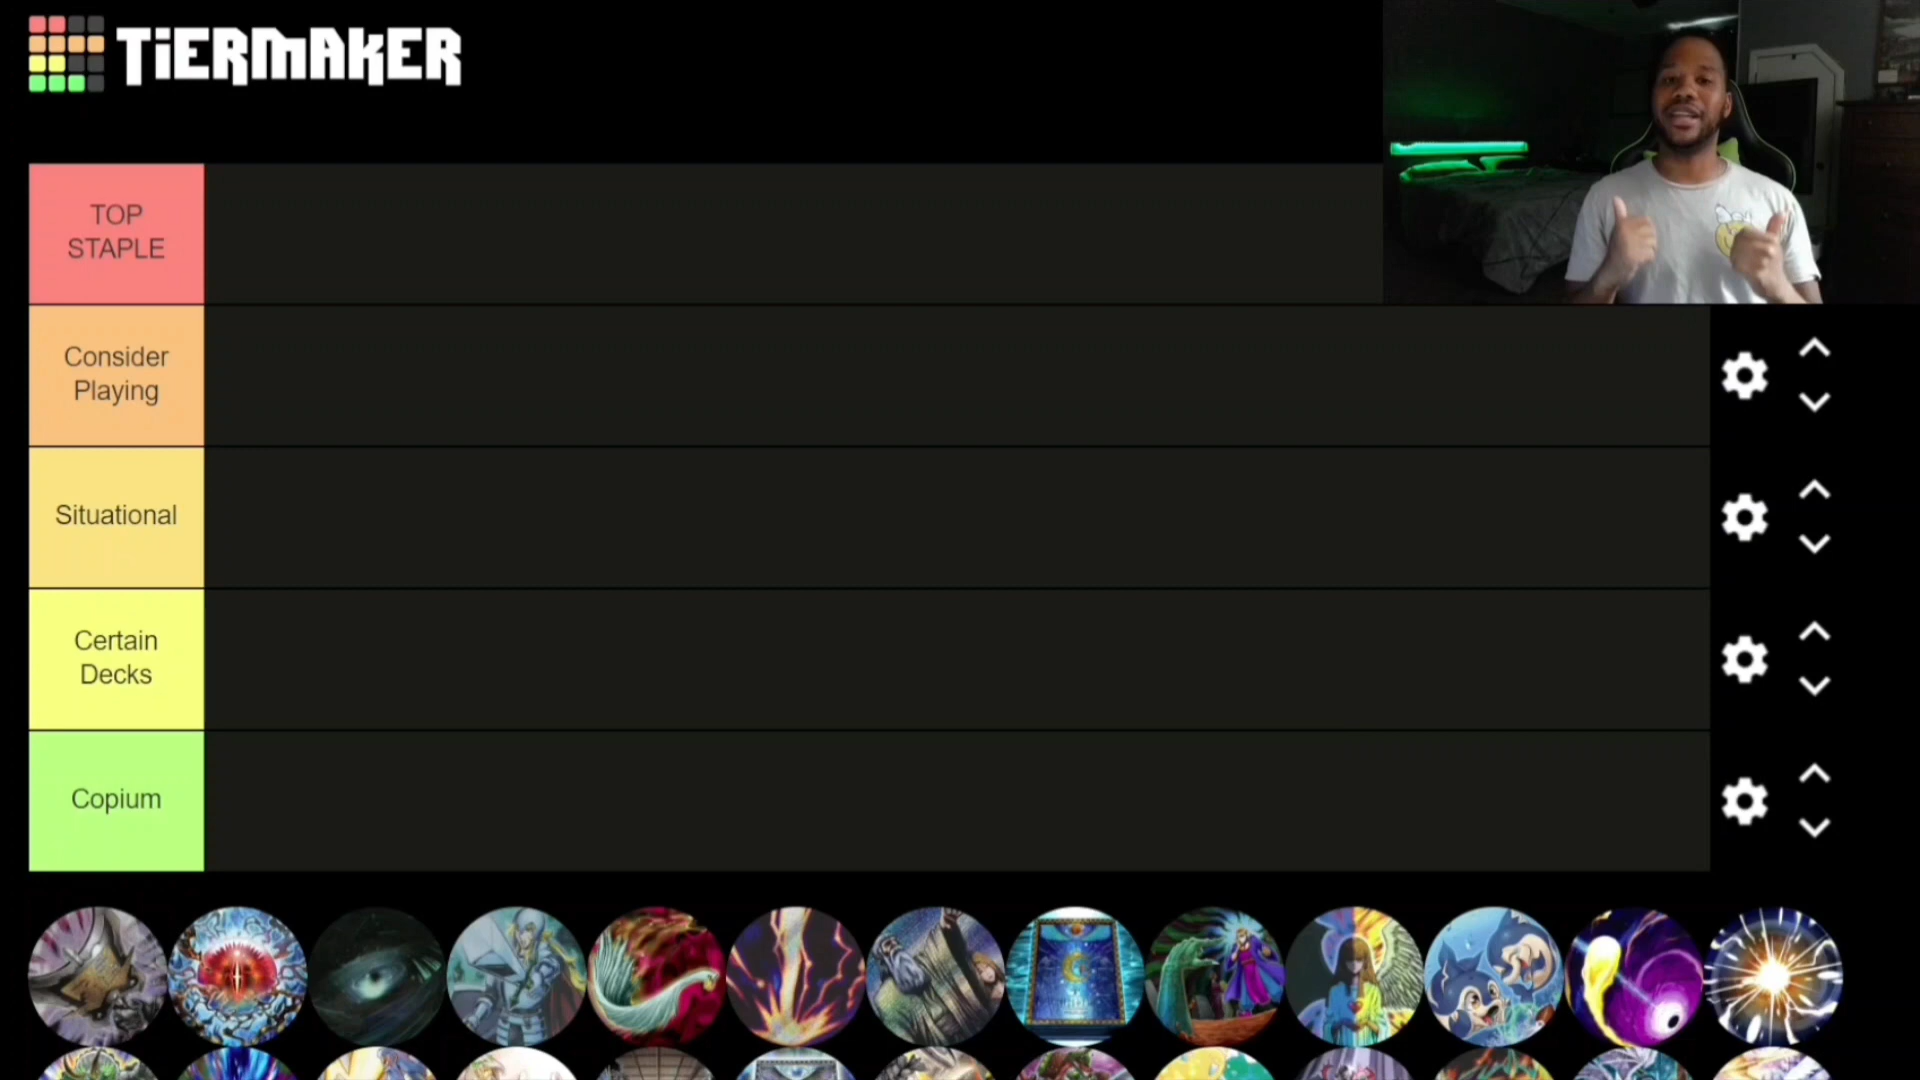 TiERMAKER
TOP
STAPLE
Consider
Playing
Situational
Certain
Decks
Copium